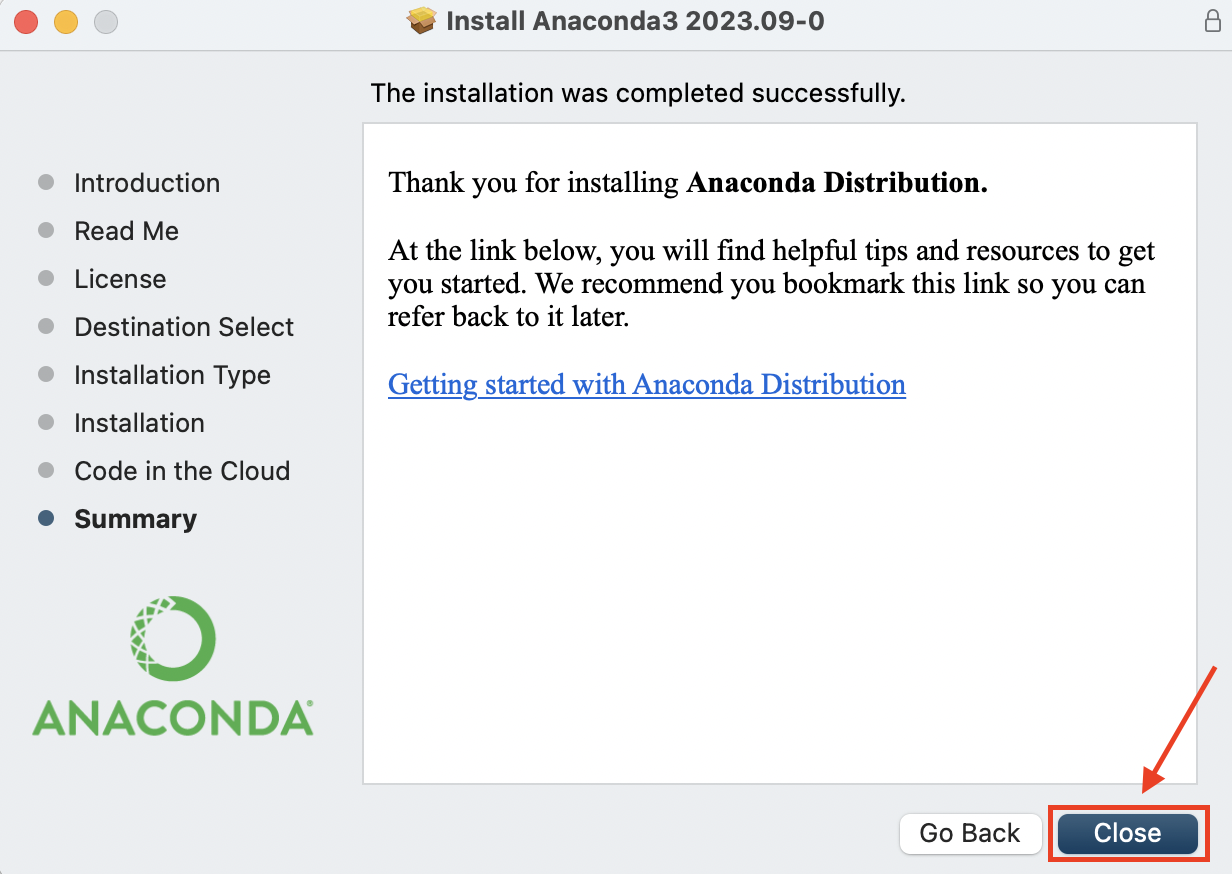 Install Anaconda3 2023.09-0
The installation was completed successfully.
Introduction
Read Me
License
Destination Select
Installation Type
Installation
Code in the Cloud
Summary
ANACONDA®
Thank you for installing Anaconda Distribution.
At the link below, you will find helpful tips and resources to get
you started. We recommend you bookmark this link so you can
refer back to it later.
Getting started with Anaconda Distribution
Go Back
Close